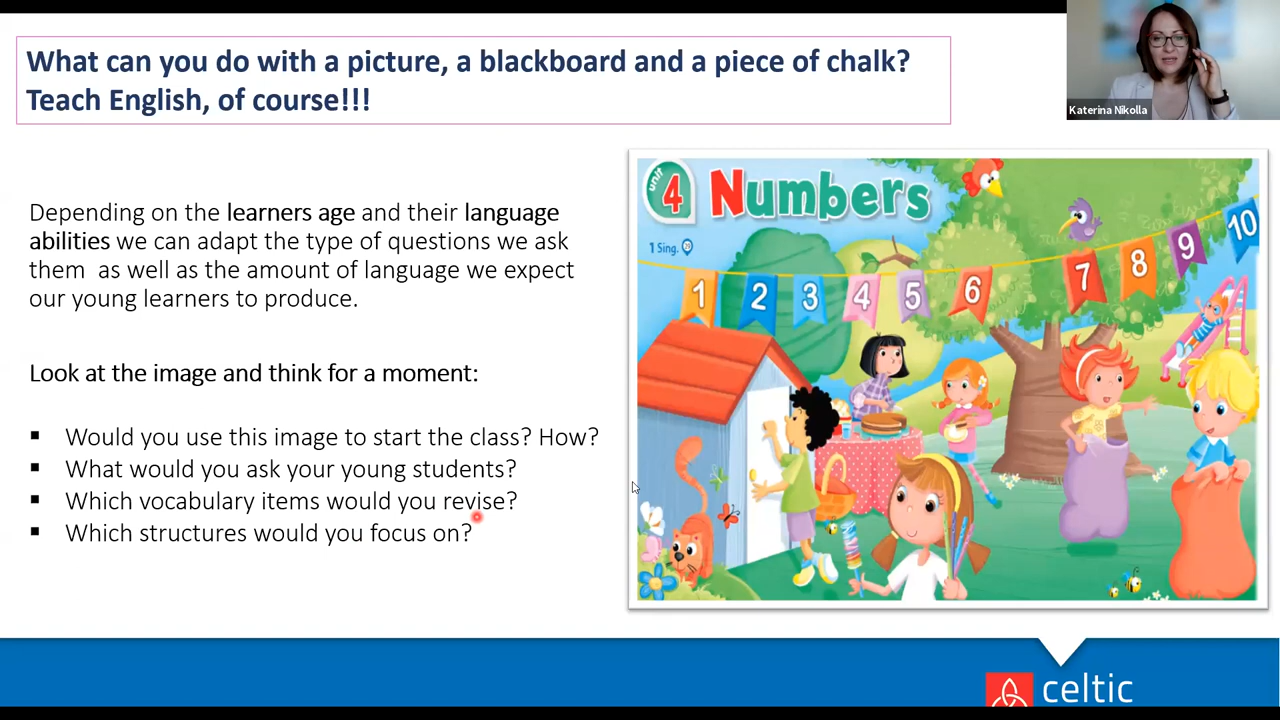 What can you do with a picture, a blackboard and a piece of chalk?
Teach English, of course!!!
Katerina Nikolla
Depending on the learners age and their language
abilities we can adapt the type of questions we ask
them as well as the amount of language we expect
our young learners to produce.
Look at the image and think for a moment:
▪ Would you use this image to start the class? How?
▪ What would you ask your young students?
▪ Which vocabulary items would you revise?
▪ Which structures would you focus on?
unit 4 Numbers
1 Sing.
1 2 3 4 5 6 7 8 9 10
celtic